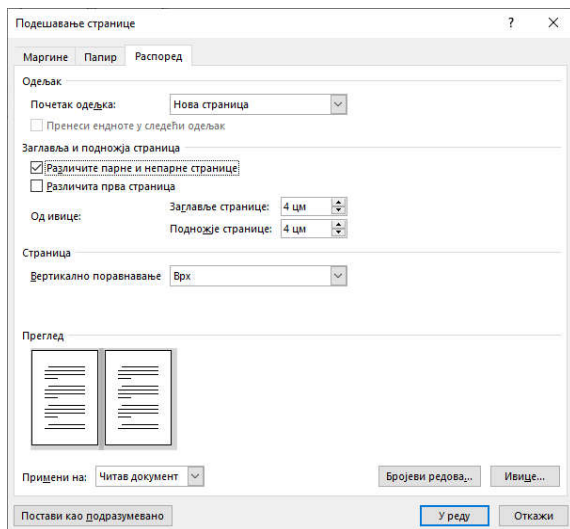 Подешавање странице
Маргине Папир Распоред
Одељак
Почетак одељка: Нова страница
Пренеси ендноте у следећи одељак
Заглавља и подножја страница
Различите парне и непарне странице
Различита прва страница
Од ивице:
Заглавље странице: 4 цм
Подножје странице: 4 цм
Страница
Вертикално поравнавање Врх
Преглед
Примени на: Читав документ Бројеви редова... Ивице...
Постави као подразумевано У реду Откажи